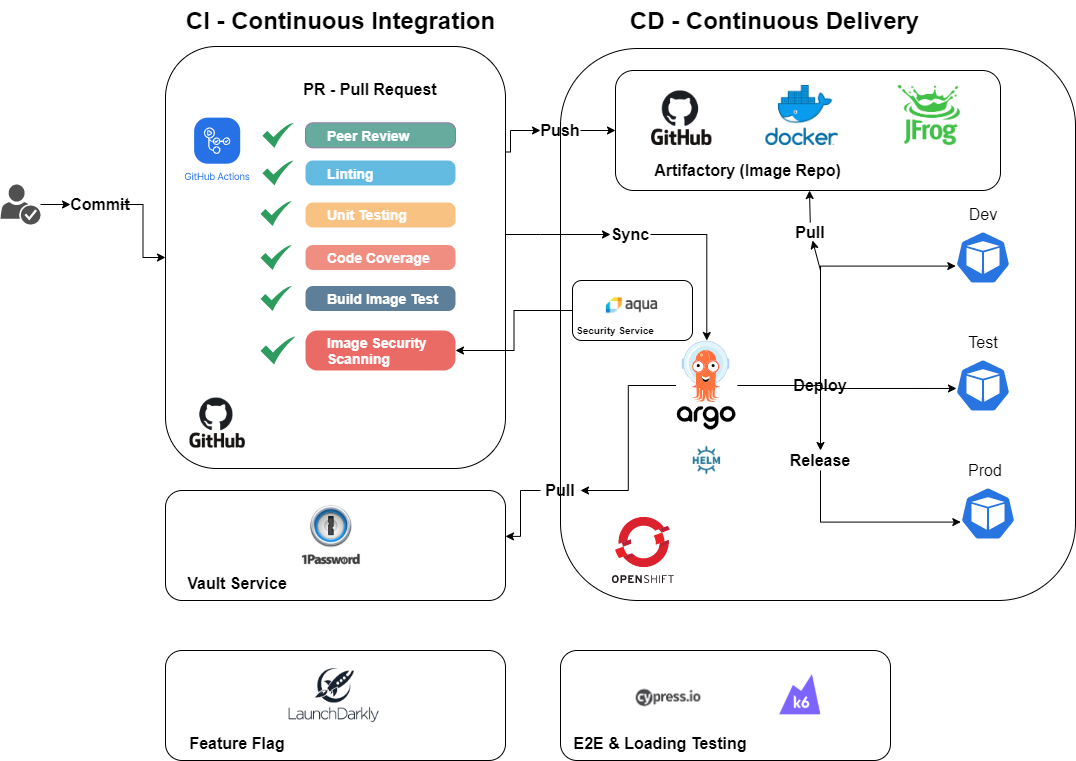 CI - Continuous Integration
CD - Continuous Delivery
PR - Pull Request
GitHub Actions
Peer Review
Linting
Unit Testing
Code Coverage
Build Image Test
Image Security
Scanning
GitHub
Commit
Push
GitHub
docker
JFrog
Artifactory (Image Repo)
Sync
aqua
Security Service
argo
HELM
Pull
Deploy
Release
Dev
Test
Prod
Pull
OPENSHIFT
1Password
Vault Service
LaunchDarkly
Feature Flag
cypress.io
k6
E2E & Loading Testing